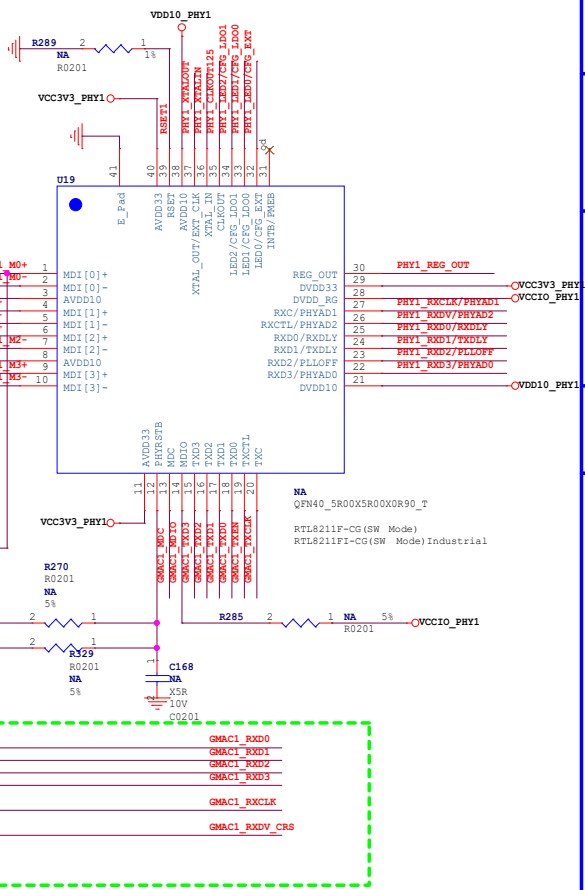 VDD10_PHY1
R289 2 1
NA 1%
R0201
VCC3V3_PHY1
RSET1
PHY1_XTALOUT
PHY1_XTALIN
PHY1_CLKOUT125
PHY1_LED2/CFG_LDO1
PHY1_LED1/CFG_LDO0
PHY1_LED0/CFG_EXT
41 40 39 38 37 36 35 34 33 32 31
U19
E_Pad
AVDD33
RSET
AVDD10
XTAL_OUT/EXT_CLK
XTAL_IN
CLKOUT
LED2/CFG_LDO1
LED1/CFG_LDO0
LED0/CFG_EXT
INTB/PMEB
1_M0+ 1 MDI[0]+
1_M0- 2 MDI[0]-
3 AVDD10
4 MDI[1]+
5 MDI[1]-
6 MDI[2]+
1_M2- 7 MDI[2]-
8 AVDD10
1_M3+ 9 MDI[3]+
1_M3- 10 MDI[3]-
REG_OUT 30 PHY1_REG_OUT
DVDD33 29 VCC3V3_PHY1
DVDD_RG 28 VCCIO_PHY1
RXC/PHYAD1 27 PHY1_RXCLK/PHYAD1
RXCTL/PHYAD2 26 PHY1_RXDV/PHYAD2
RXD0/RXDLY 25 PHY1_RXD0/RXDLY
RXD1/TXDLY 24 PHY1_RXD1/TXDLY
RXD2/PLLOFF 23 PHY1_RXD2/PLLOFF
RXD3/PHYAD0 22 PHY1_RXD3/PHYAD0
DVDD10 21 VDD10_PHY1
AVDD33
PHYRSTB
MDC
MDIO
TXD3
TXD2
TXD1
TXD0
TXCTL
TXC
11 12 13 14 15 16 17 18 19 20
NA
QFN40_5R00X5R00X0R90_T
RTL8211F-CG(SW Mode)
RTL8211FI-CG(SW Mode)Industrial
VCC3V3_PHY1
GMAC1_MDC
GMAC1_MDIO
GMAC1_TXD3
GMAC1_TXD2
GMAC1_TXD1
GMAC1_TXD0
GMAC1_TXEN
GMAC1_TXCLK
R270
R0201
NA
5%
2 1
R285 2 1 NA 5% VCCIO_PHY1
R0201
2 1
R329
R0201
NA
5%
1 C168
NA
2 X5R
10V
C0201
GMAC1_RXD0
GMAC1_RXD1
GMAC1_RXD2
GMAC1_RXD3
GMAC1_RXCLK
GMAC1_RXDV_CRS